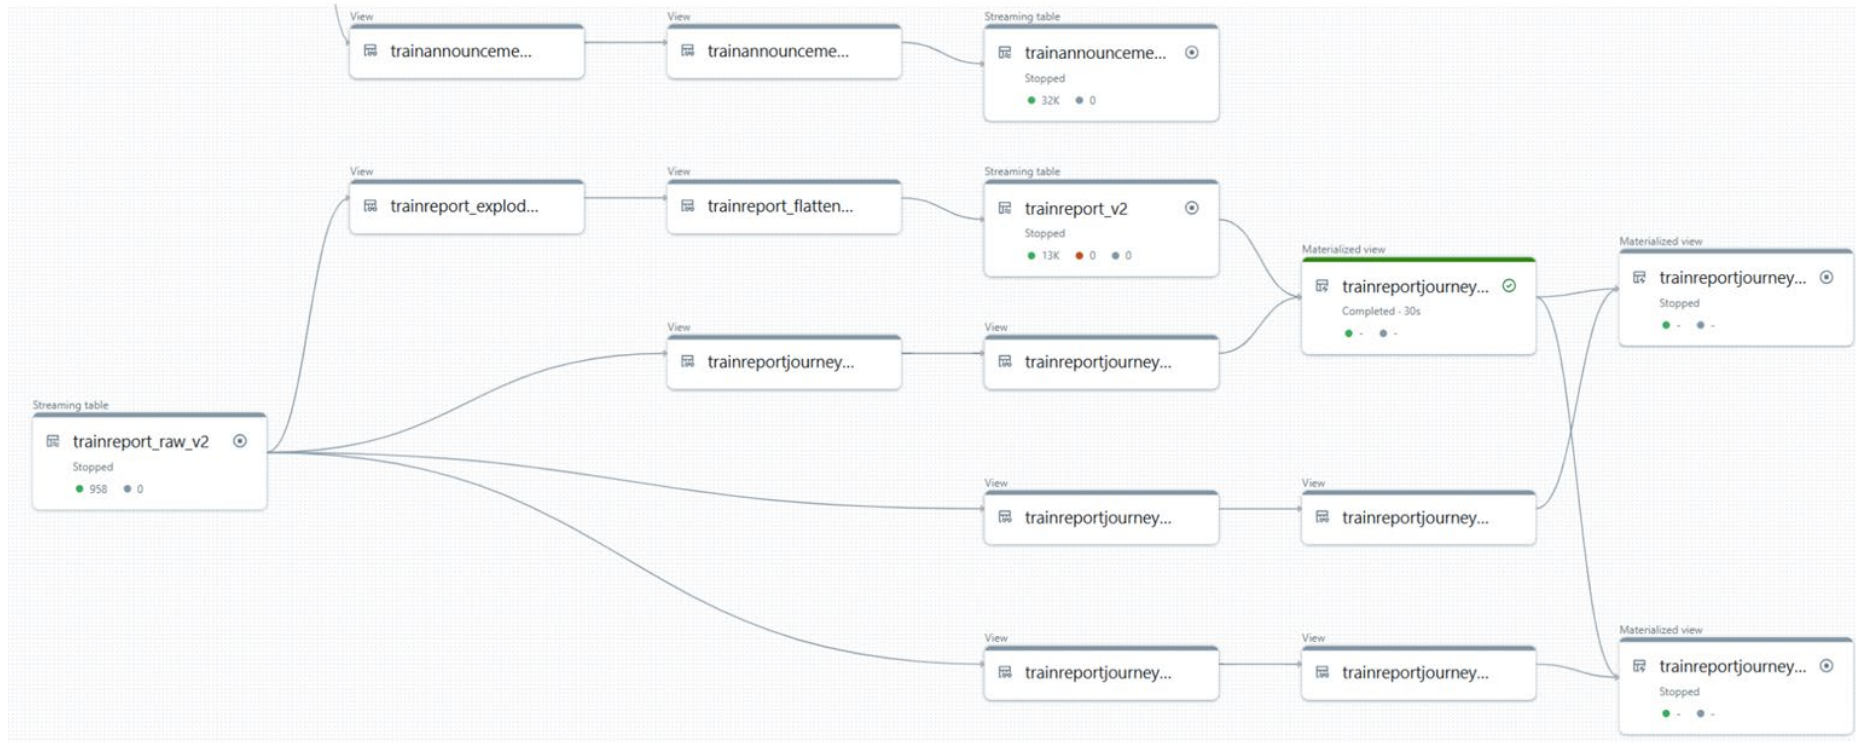 View
trainannounceme...
View
trainannounceme...
Streaming table
trainannounceme...
Stopped
32K 0
View
trainreport_explod...
View
trainreport_flatten...
Streaming table
trainreport_v2
Stopped
13K 0 0
View
trainreportjourney...
View
trainreportjourney...
Materialized view
trainreportjourney...
Completed - 30s
- -
Materialized view
trainreportjourney...
Stopped
- -
Streaming table
trainreport_raw_v2
Stopped
958 0
View
trainreportjourney...
View
trainreportjourney...
View
trainreportjourney...
View
trainreportjourney...
Materialized view
trainreportjourney...
Stopped
- -